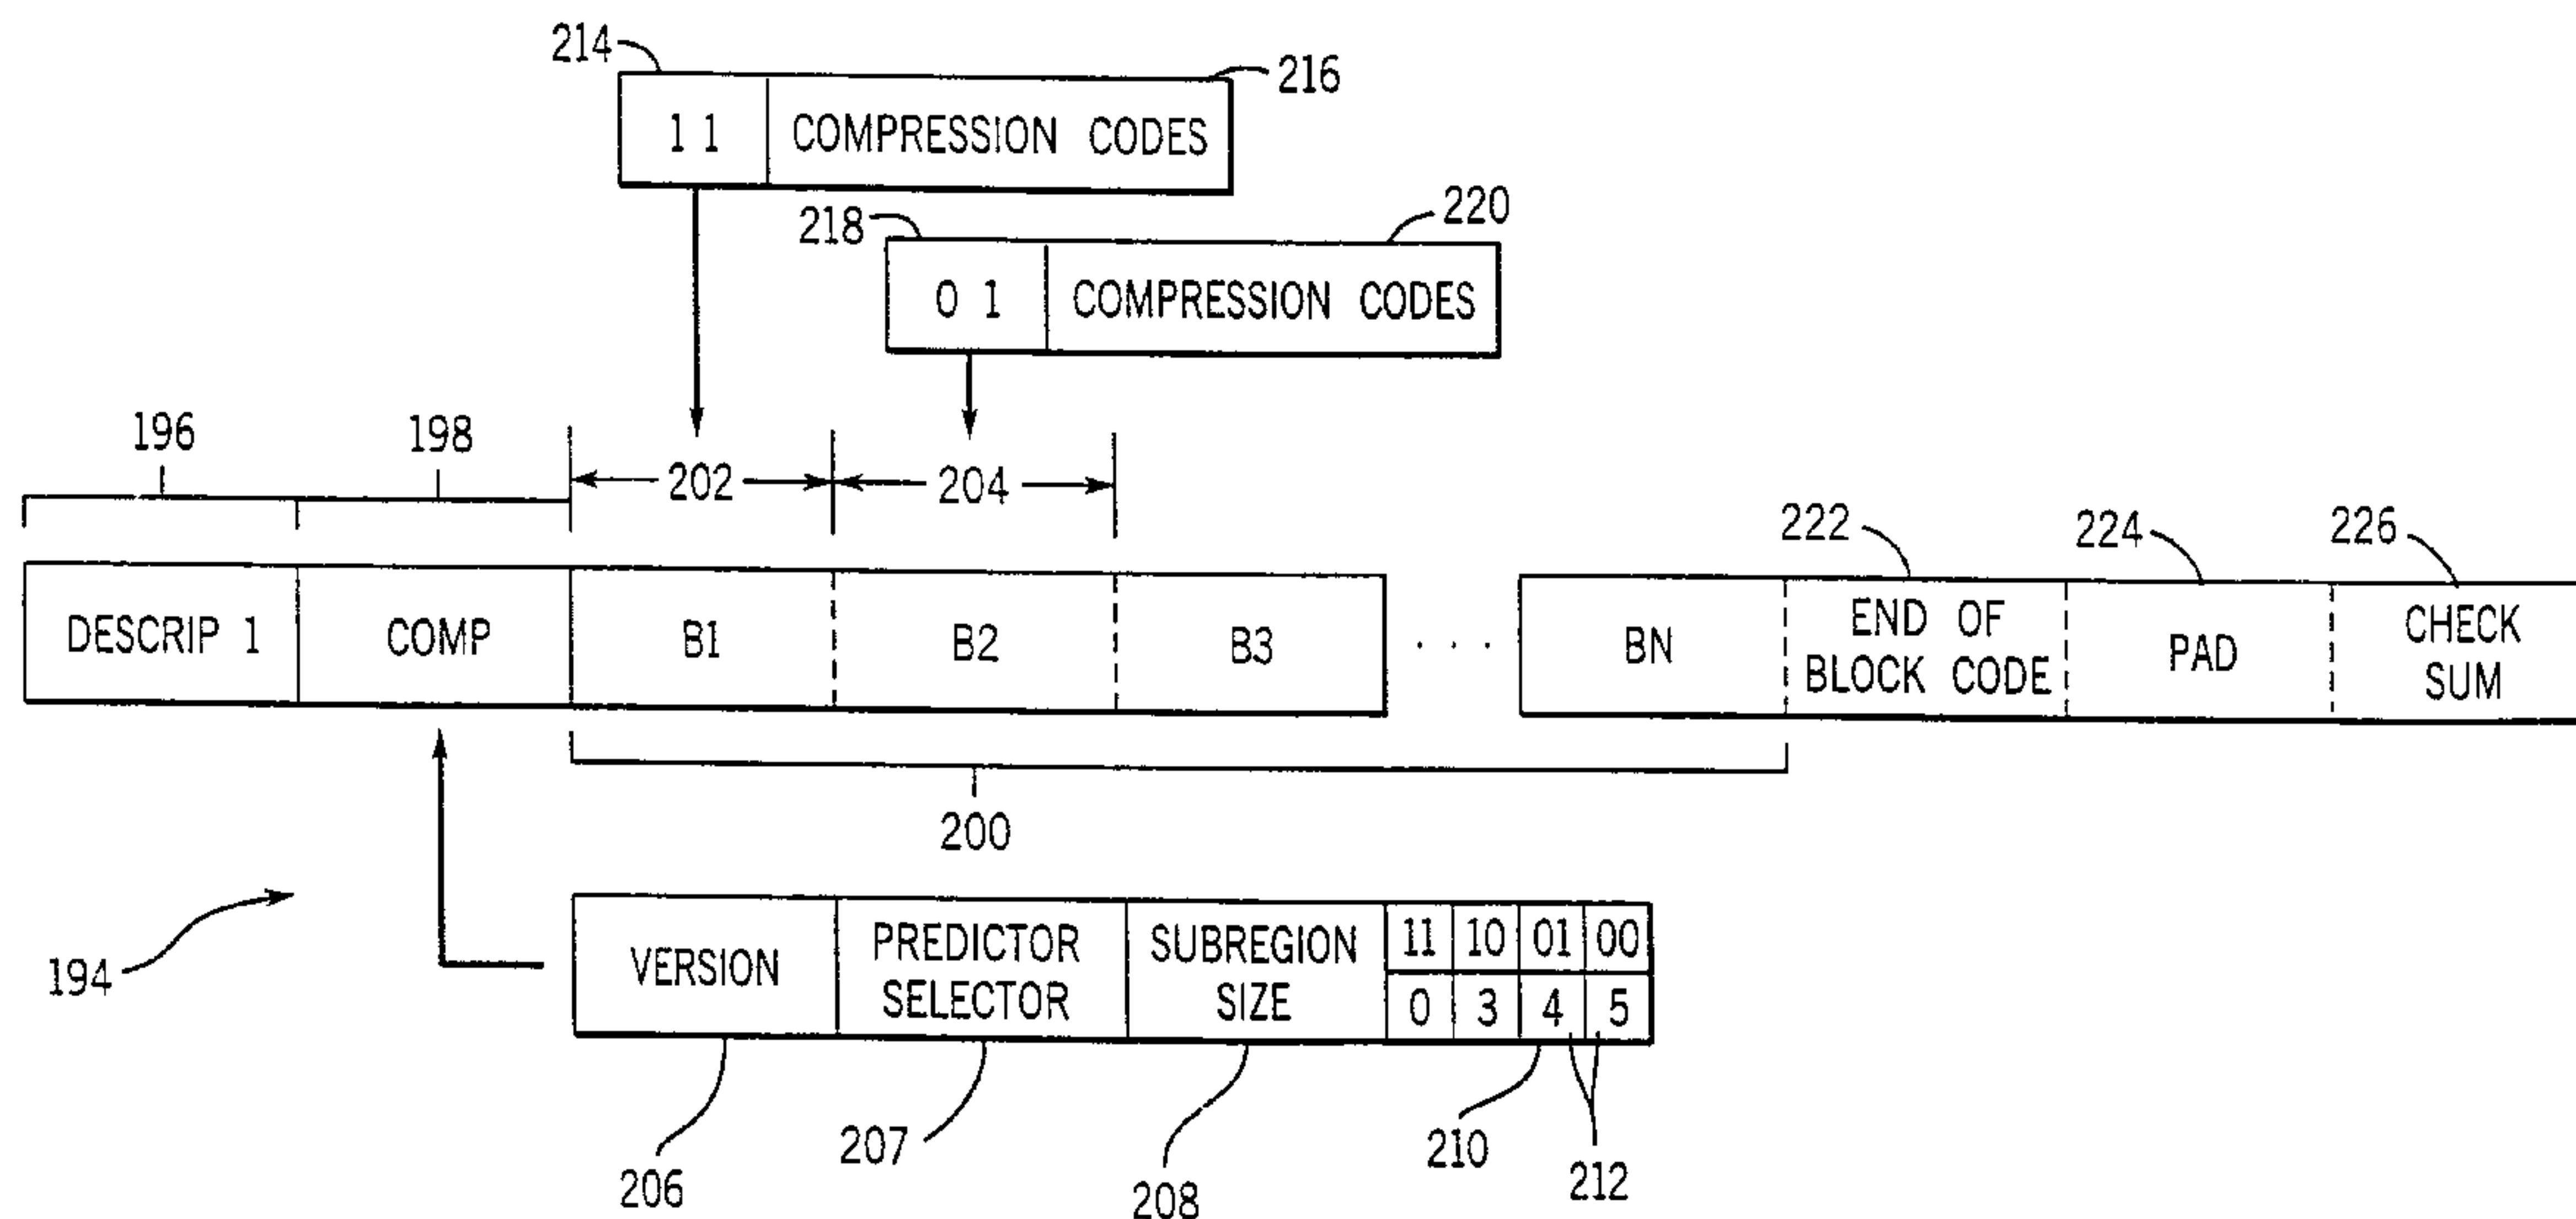 214
216
1 1 COMPRESSION CODES
218
220
0 1 COMPRESSION CODES
196
198
202
204
222
224
226
DESCRIP 1
COMP
B1
B2
B3
. . .
BN
END OF
BLOCK CODE
PAD
CHECK
SUM
200
194
VERSION
PREDICTOR
SELECTOR
SUBREGION
SIZE
11 10 01 00
0 3 4 5
206
207
208
210
212